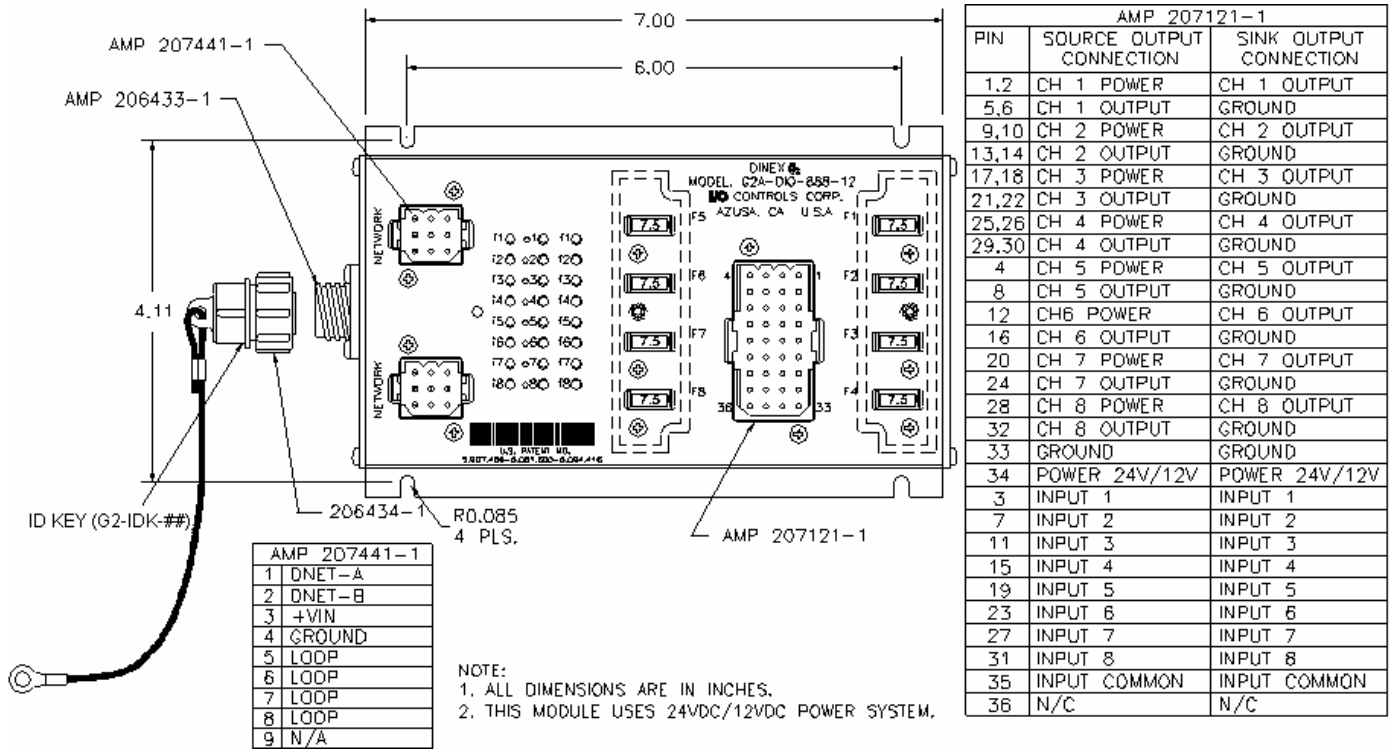 7.00
6.00
AMP 207441-1
AMP 206433-1
4.11
NETWORK
NETWORK
DINEX G2
MODEL. G2A-DIO-888-12
I/O CONTROLS CORP.
AZUSA, CA U.S.A
F5 F1
7.5 7.5
F6 F2
7.5 7.5
F7 F3
7.5 7.5
F8 F4
7.5 7.5
4 1
36 33
U.S. PATENT NO.
ID KEY (G2-IDK-##)
206434-1
R0.085
4 PLS.
AMP 207121-1
AMP 207441-1
1 DNET-A
2 DNET-B
3 +VIN
4 GROUND
5 LOOP
6 LOOP
7 LOOP
8 LOOP
9 N/A
NOTE:
1. ALL DIMENSIONS ARE IN INCHES.
2. THIS MODULE USES 24VDC/12VDC POWER SYSTEM.
AMP 207121-1
PIN SOURCE OUTPUT CONNECTION SINK OUTPUT CONNECTION
1,2 CH 1 POWER CH 1 OUTPUT
5,6 CH 1 OUTPUT GROUND
9,10 CH 2 POWER CH 2 OUTPUT
13,14 CH 2 OUTPUT GROUND
17,18 CH 3 POWER CH 3 OUTPUT
21,22 CH 3 OUTPUT GROUND
25,26 CH 4 POWER CH 4 OUTPUT
29,30 CH 4 OUTPUT GROUND
4 CH 5 POWER CH 5 OUTPUT
8 CH 5 OUTPUT GROUND
12 CH6 POWER CH 6 OUTPUT
16 CH 6 OUTPUT GROUND
20 CH 7 POWER CH 7 OUTPUT
24 CH 7 OUTPUT GROUND
28 CH 8 POWER CH 8 OUTPUT
32 CH 8 OUTPUT GROUND
33 GROUND GROUND
34 POWER 24V/12V POWER 24V/12V
3 INPUT 1 INPUT 1
7 INPUT 2 INPUT 2
11 INPUT 3 INPUT 3
15 INPUT 4 INPUT 4
19 INPUT 5 INPUT 5
23 INPUT 6 INPUT 6
27 INPUT 7 INPUT 7
31 INPUT 8 INPUT 8
35 INPUT COMMON INPUT COMMON
36 N/C N/C